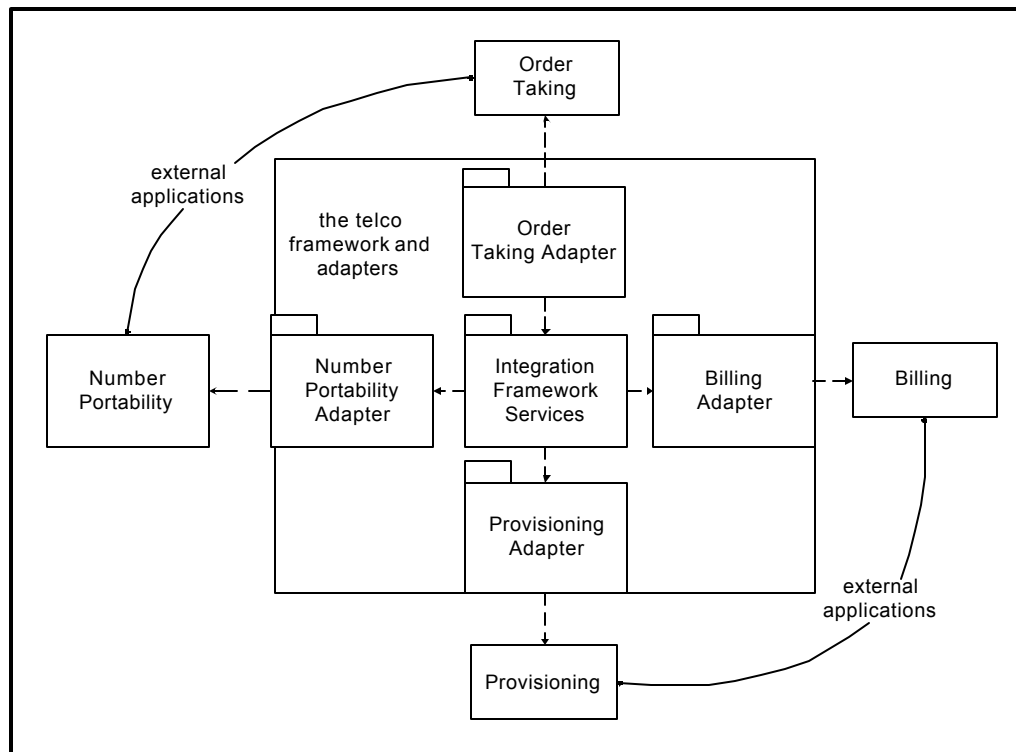 Order
Taking
external
applications
the telco
framework and
adapters
Order
Taking Adapter
Number
Portability
Number
Portability
Adapter
Integration
Framework
Services
Billing
Adapter
Billing
Provisioning
Adapter
external
applications
Provisioning